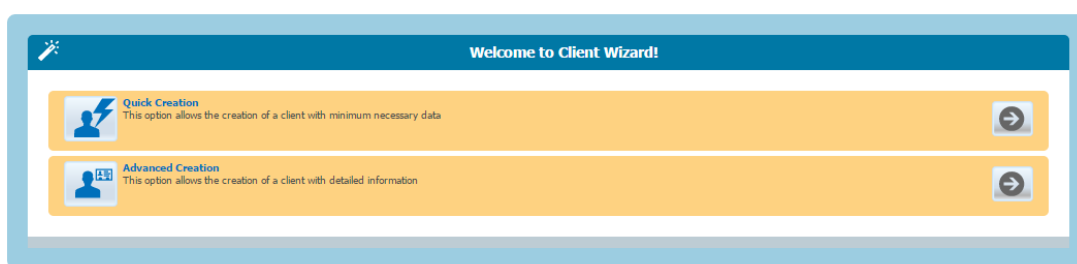 Welcome to Client Wizard!
Quick Creation
This option allows the creation of a client with minimum necessary data
Advanced Creation
This option allows the creation of a client with detailed information